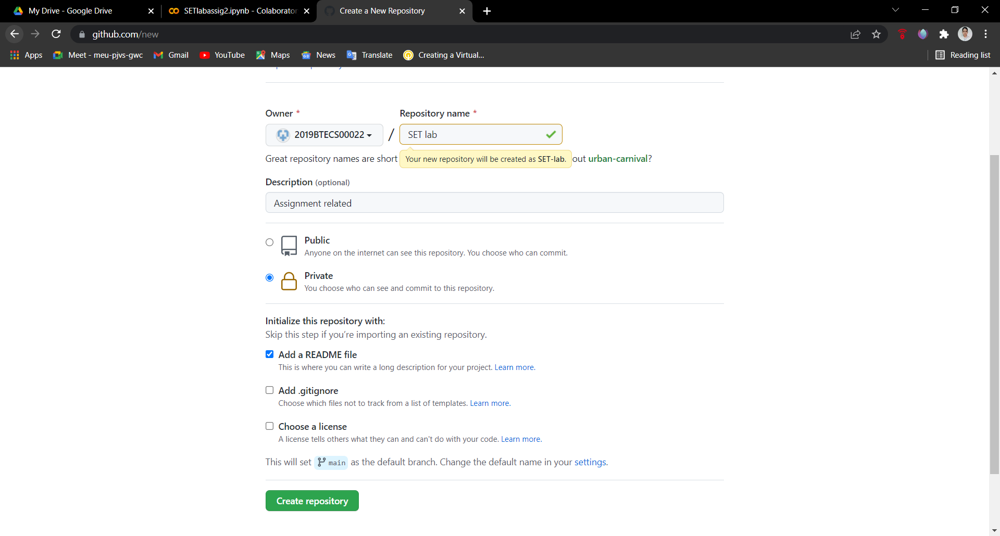 My Drive - Google Drive
SETlabassig2.ipynb - Colaborator
Create a New Repository
github.com/new
Apps
Meet - meu-pjvs-gwc
Gmail
YouTube
Maps
News
Translate
Creating a Virtual...
Reading list
Owner * Repository name *
2019BTECS00022 / SET lab
Great repository names are short Your new repository will be created as SET-lab. out urban-carnival?
Description (optional)
Assignment related
Public
Anyone on the internet can see this repository. You choose who can commit.
Private
You choose who can see and commit to this repository.
Initialize this repository with:
Skip this step if you’re importing an existing repository.
Add a README file
This is where you can write a long description for your project. Learn more.
Add .gitignore
Choose which files not to track from a list of templates. Learn more.
Choose a license
A license tells others what they can and can't do with your code. Learn more.
This will set main as the default branch. Change the default name in your settings.
Create repository